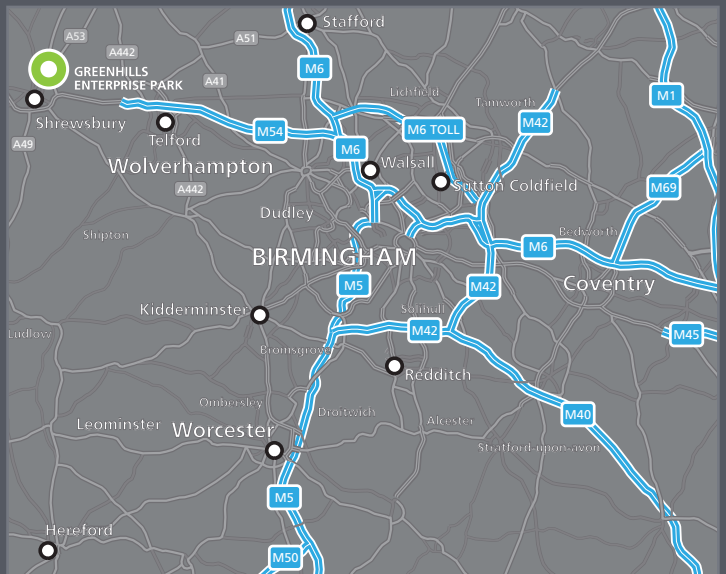 Stafford
A53
A442
A51
M6
GREENHILLS
ENTERPRISE PARK
A41
Lichfield
Tamworth
M1
Shrewsbury
M54
M6 TOLL
M42
Telford
A49
M6
Walsall
Wolverhampton
A442
Sutton Coldfield
M69
Dudley
Shipton
Bedworth
M6
BIRMINGHAM
M5
M42
Coventry
Kidderminster
Solihull
Ludlow
M42
M45
Bromsgrove
Redditch
Ombersley
Droitwich
M40
Leominster
Worcester
Alcester
Stratford-upon-avon
M5
Hereford
M50